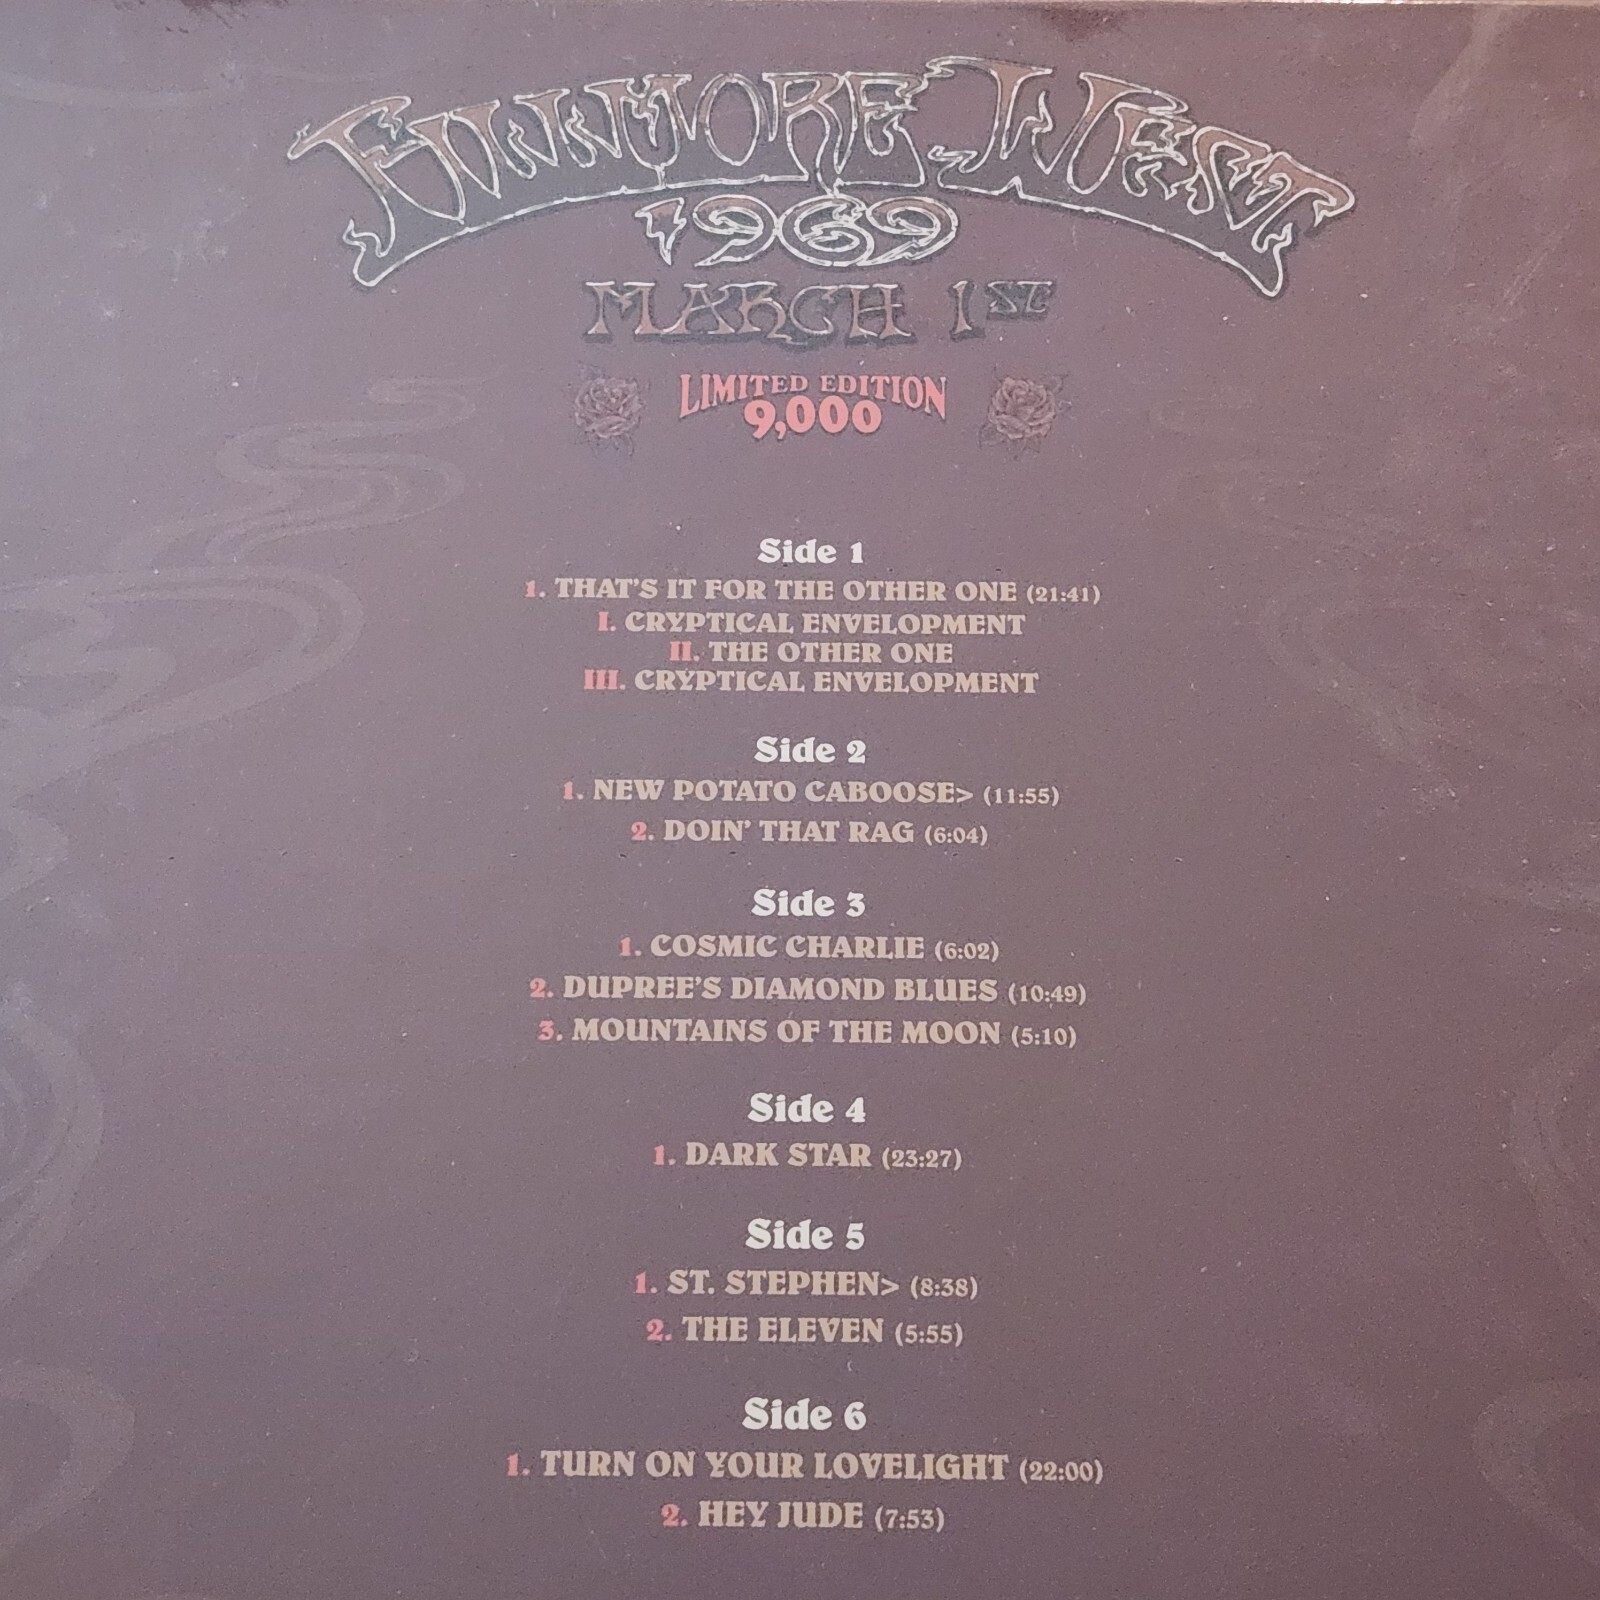 FILLMORE WEST
1969
MARCH 1ST
LIMITED EDITION
9,000
Side 1
1. THAT'S IT FOR THE OTHER ONE (21:41)
I. CRYPTICAL ENVELOPMENT
II. THE OTHER ONE
III. CRYPTICAL ENVELOPMENT
Side 2
1. NEW POTATO CABOOSE> (11:55)
2. DOIN' THAT RAG (6:04)
Side 3
1. COSMIC CHARLIE (6:02)
2. DUPREE'S DIAMOND BLUES (10:49)
3. MOUNTAINS OF THE MOON (5:10)
Side 4
1. DARK STAR (23:27)
Side 5
1. ST. STEPHEN> (8:38)
2. THE ELEVEN (5:55)
Side 6
1. TURN ON YOUR LOVELIGHT (22:00)
2. HEY JUDE (7:53)